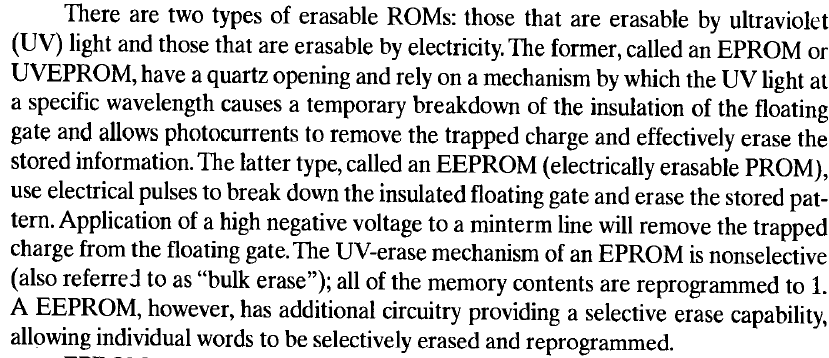 There are two types of erasable ROMs: those that are erasable by ultraviolet
(UV) light and those that are erasable by electricity. The former, called an EPROM or
UVEPROM, have a quartz opening and rely on a mechanism by which the UV light at
a specific wavelength causes a temporary breakdown of the insulation of the floating
gate and allows photocurrents to remove the trapped charge and effectively erase the
stored information. The latter type, called an EEPROM (electrically erasable PROM),
use electrical pulses to break down the insulated floating gate and erase the stored pat-
tern. Application of a high negative voltage to a minterm line will remove the trapped
charge from the floating gate. The UV-erase mechanism of an EPROM is nonselective
(also referred to as “bulk erase”); all of the memory contents are reprogrammed to 1.
A EEPROM, however, has additional circuitry providing a selective erase capability,
allowing individual words to be selectively erased and reprogrammed.